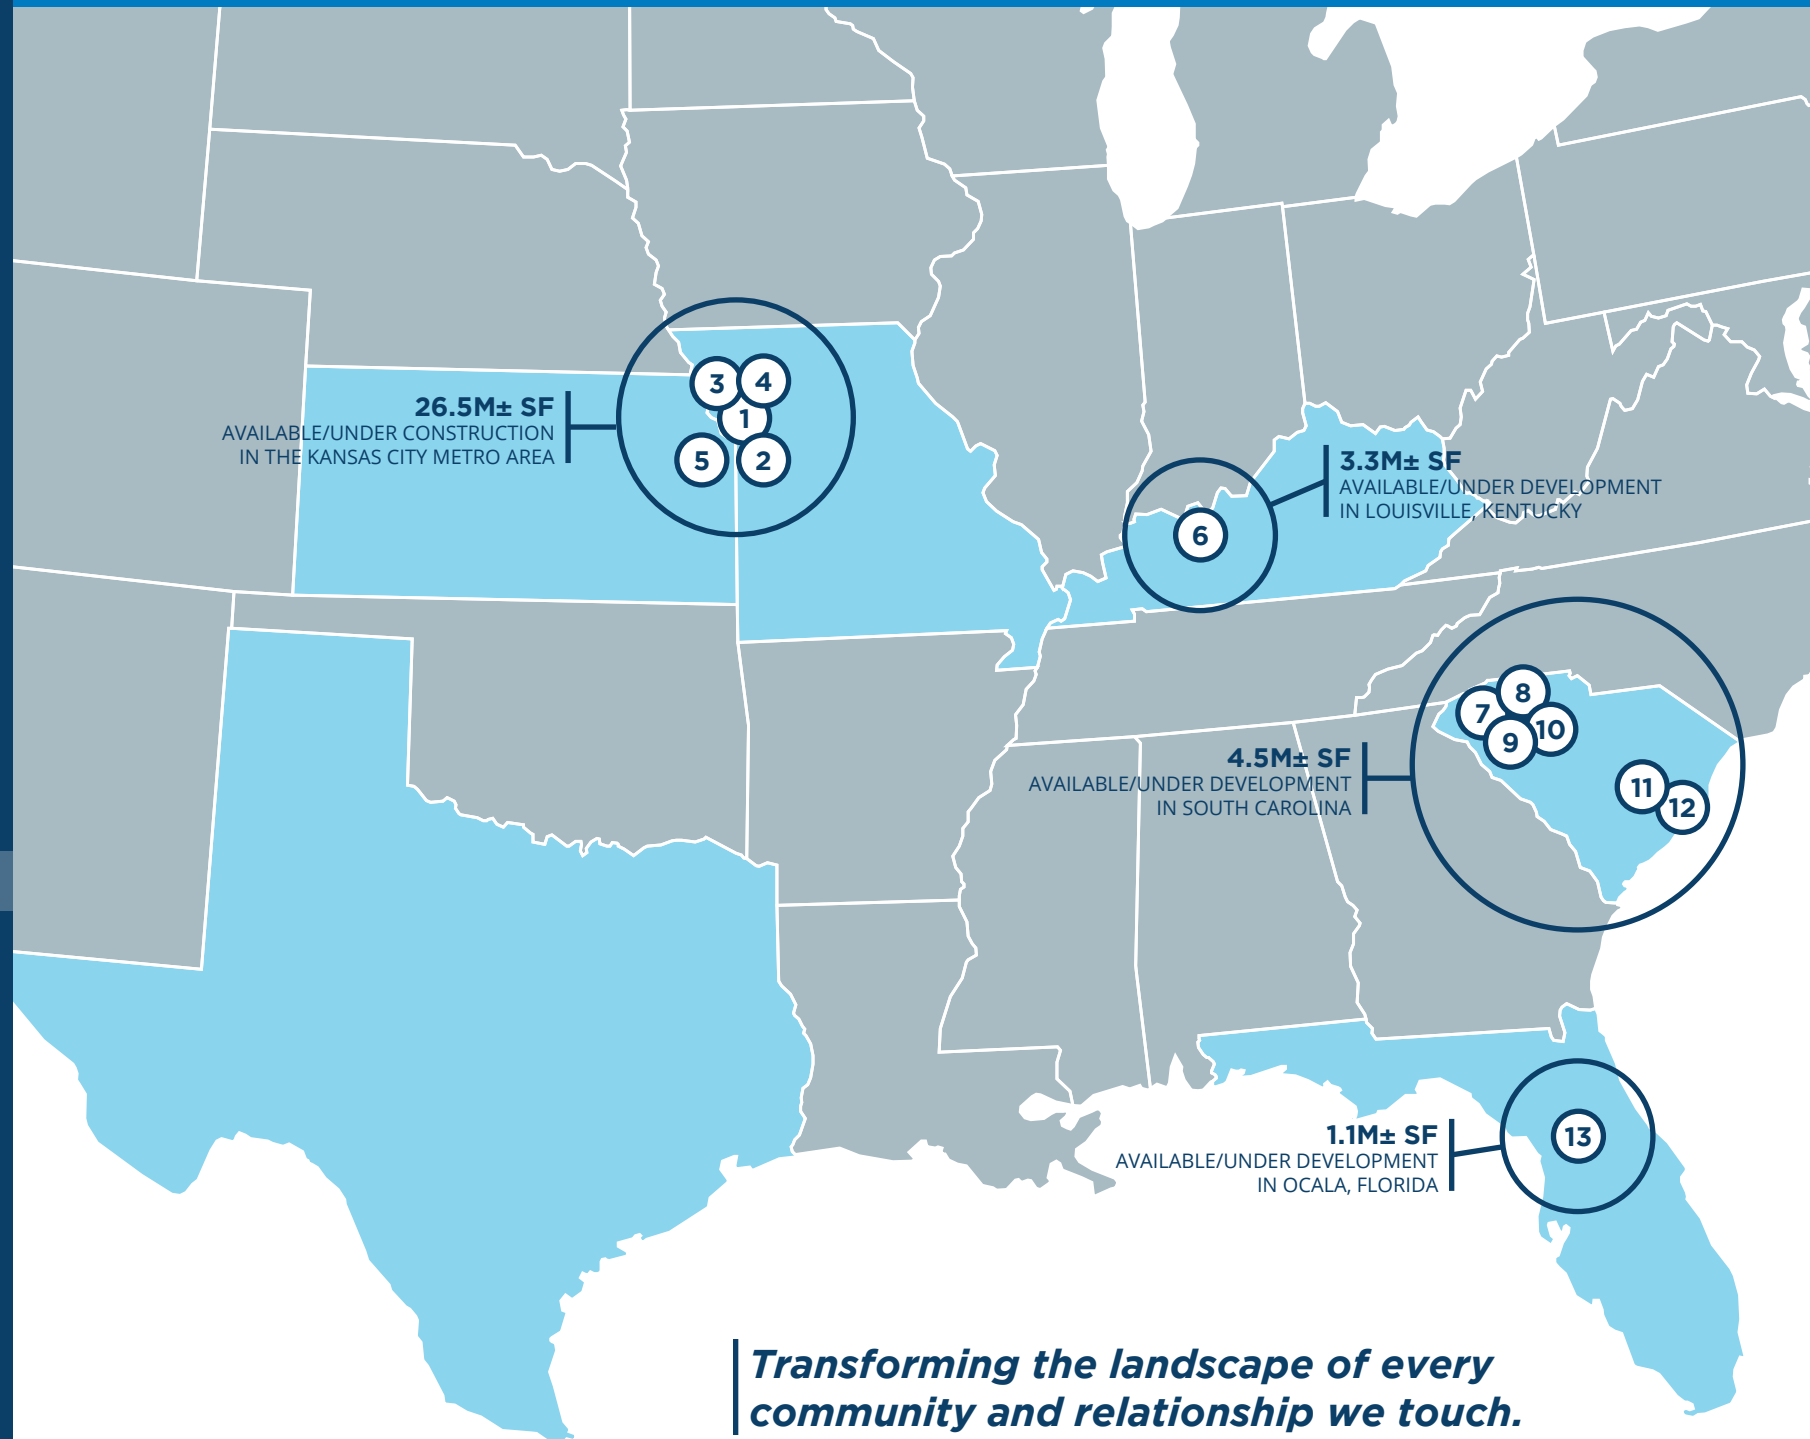 3
4
1
5
2
26.5M± SF
AVAILABLE/UNDER CONSTRUCTION
IN THE KANSAS CITY METRO AREA
3.3M± SF
AVAILABLE/UNDER DEVELOPMENT
IN LOUISVILLE, KENTUCKY
6
8
7
10
9
11
12
4.5M± SF
AVAILABLE/UNDER DEVELOPMENT
IN SOUTH CAROLINA
1.1M± SF
AVAILABLE/UNDER DEVELOPMENT
IN OCALA, FLORIDA
13
Transforming the landscape of every
community and relationship we touch.